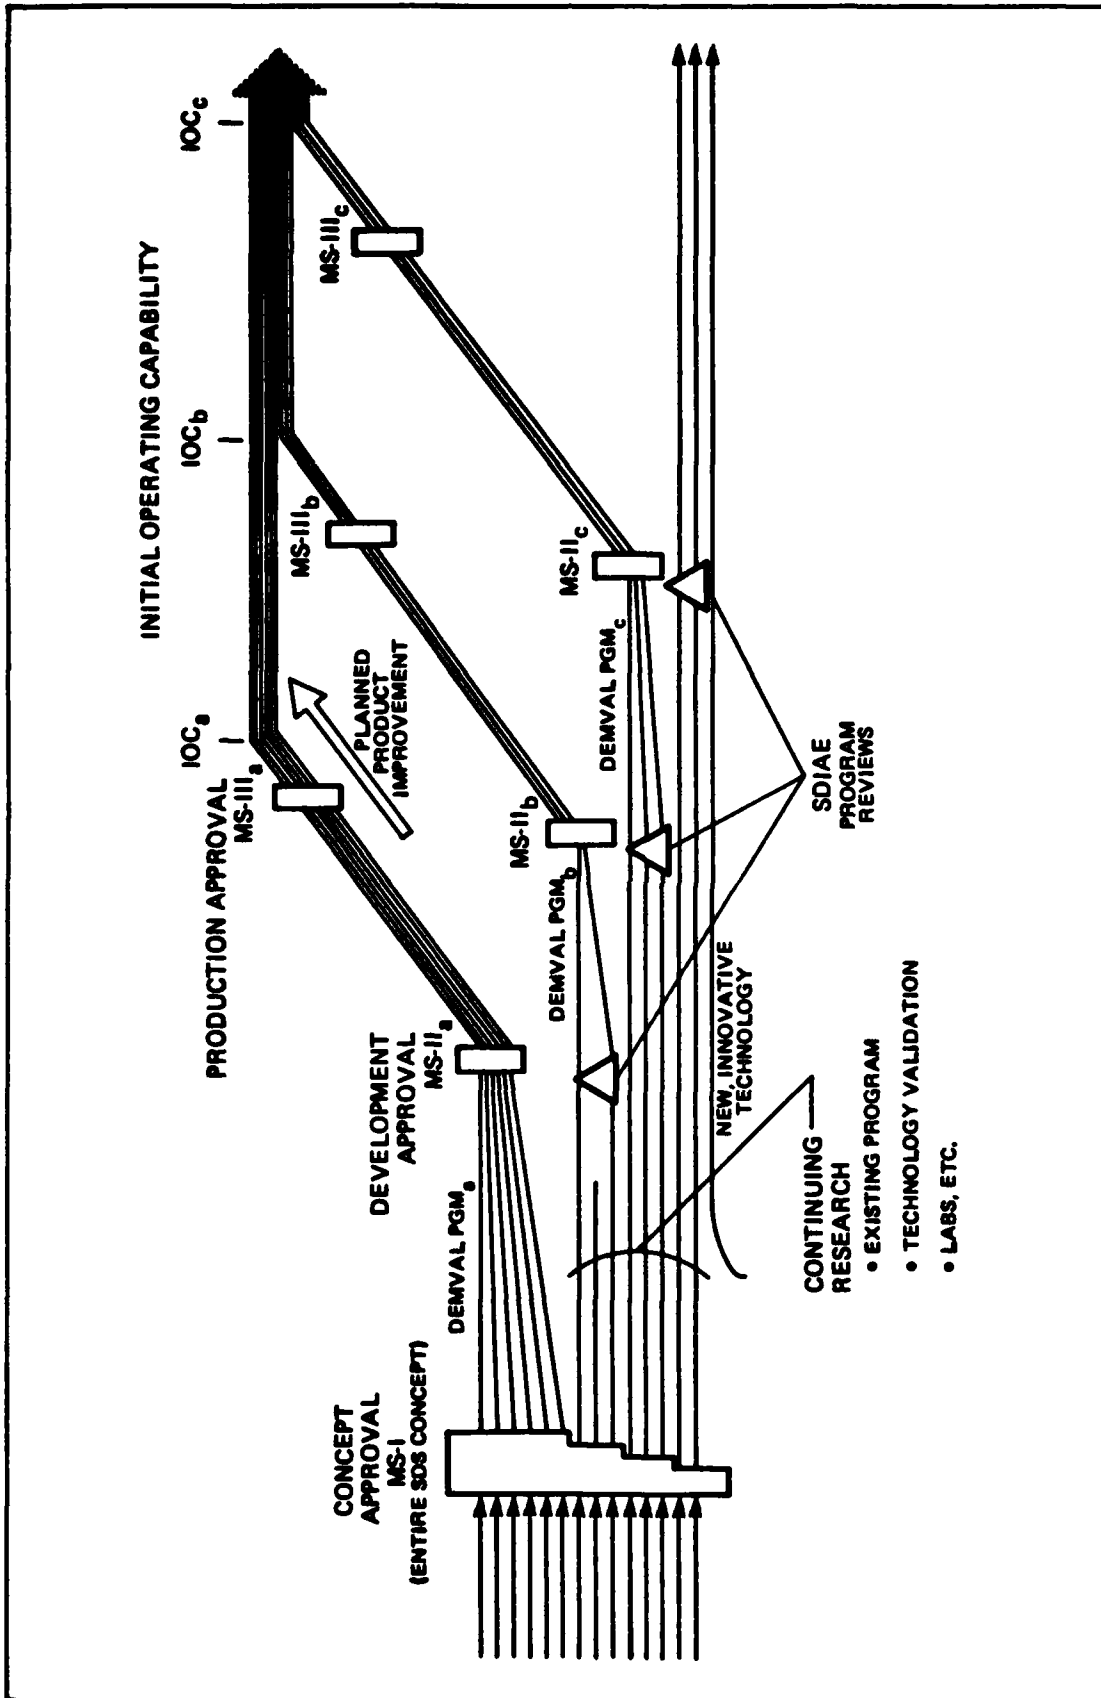 INITIAL OPERATING CAPABILITY
IOCa
IOCb
IOCc
PRODUCTION APPROVAL
MS-IIIa
MS-IIIb
MS-IIIc
PLANNED
PRODUCT
IMPROVEMENT
DEVELOPMENT
APPROVAL
MS-IIa
MS-IIb
MS-IIc
CONCEPT
APPROVAL
MS-I
(ENTIRE SDS CONCEPT)
DEMVAL PGMa
DEMVAL PGMb
DEMVAL PGMc
NEW, INNOVATIVE
TECHNOLOGY
SDIAE
PROGRAM
REVIEWS
CONTINUING
RESEARCH
• EXISTING PROGRAM
• TECHNOLOGY VALIDATION
• LABS, ETC.